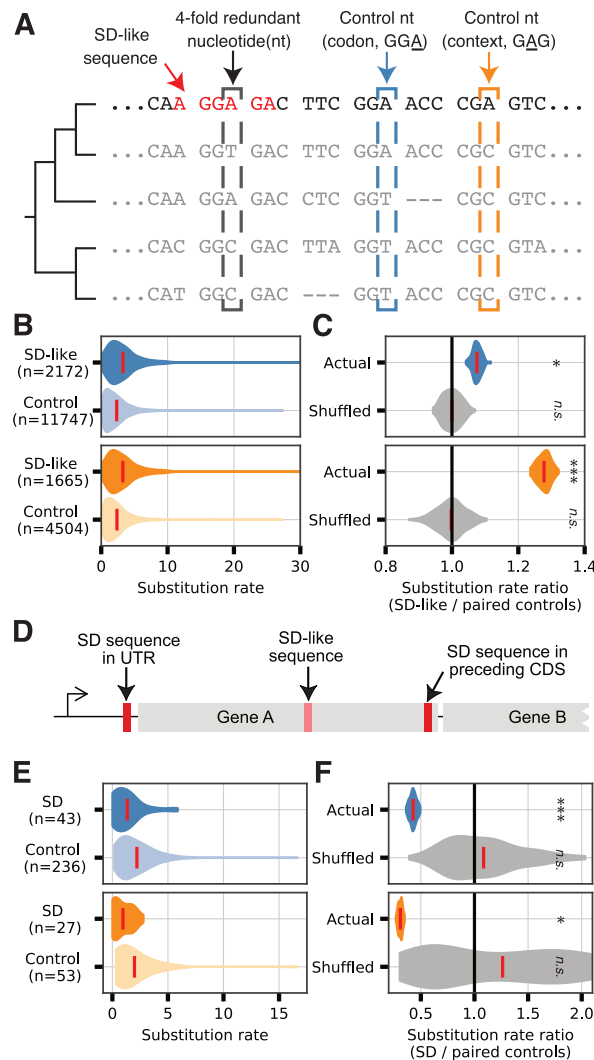 A
SD-like
sequence
4-fold redundant
nucleotide(nt)
Control nt
(codon, GGA)
Control nt
(context, GAG)
...CAA GGA GA CTTC GGA ACC CGA GTC...
...CAA GGT GAC TTC GGA ACC CGC GTC...
...CAA GGA GAC CTC GGT --- CGC GTC...
...CAC GGC GAC TTA GGT ACC CGC GTA...
...CAT GGC GAC --- GGT ACC CGC GTC...
B
SD-like
(n=2172)
Control
(n=11747)
SD-like
(n=1665)
Control
(n=4504)
0 10 20 30
Substitution rate
C
Actual
*
Shuffled
n.s.
Actual
***
Shuffled
n.s.
1.0 1.2 1.4
Substitution rate ratio
(SD-like / paired controls)
D
SD sequence
in UTR
SD-like
sequence
SD sequence in
preceding CDS
Gene A
Gene B
E
SD
(n=43)
Control
(n=236)
SD
(n=27)
Control
(n=53)
0 5 10 15
Substitution rate
F
Actual
***
Shuffled
n.s.
Actual
*
Shuffled
n.s.
0.5 1.0 1.5 2.0
Substitution rate ratio
(SD / paired controls)